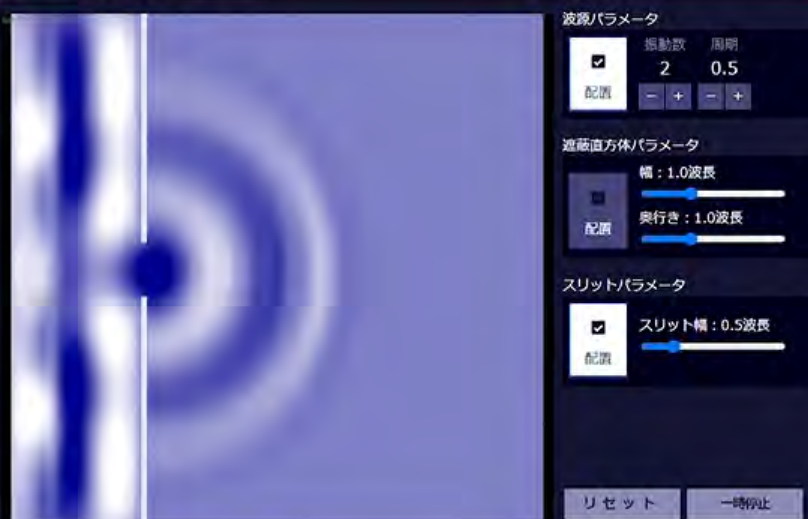 波源パラメータ
配置
振動数 周期
2 0.5
− + − +
遮蔽直方体パラメータ
配置
幅：1.0波長
奥行き：1.0波長
スリットパラメータ
配置
スリット幅：0.5波長
リセット 一時停止